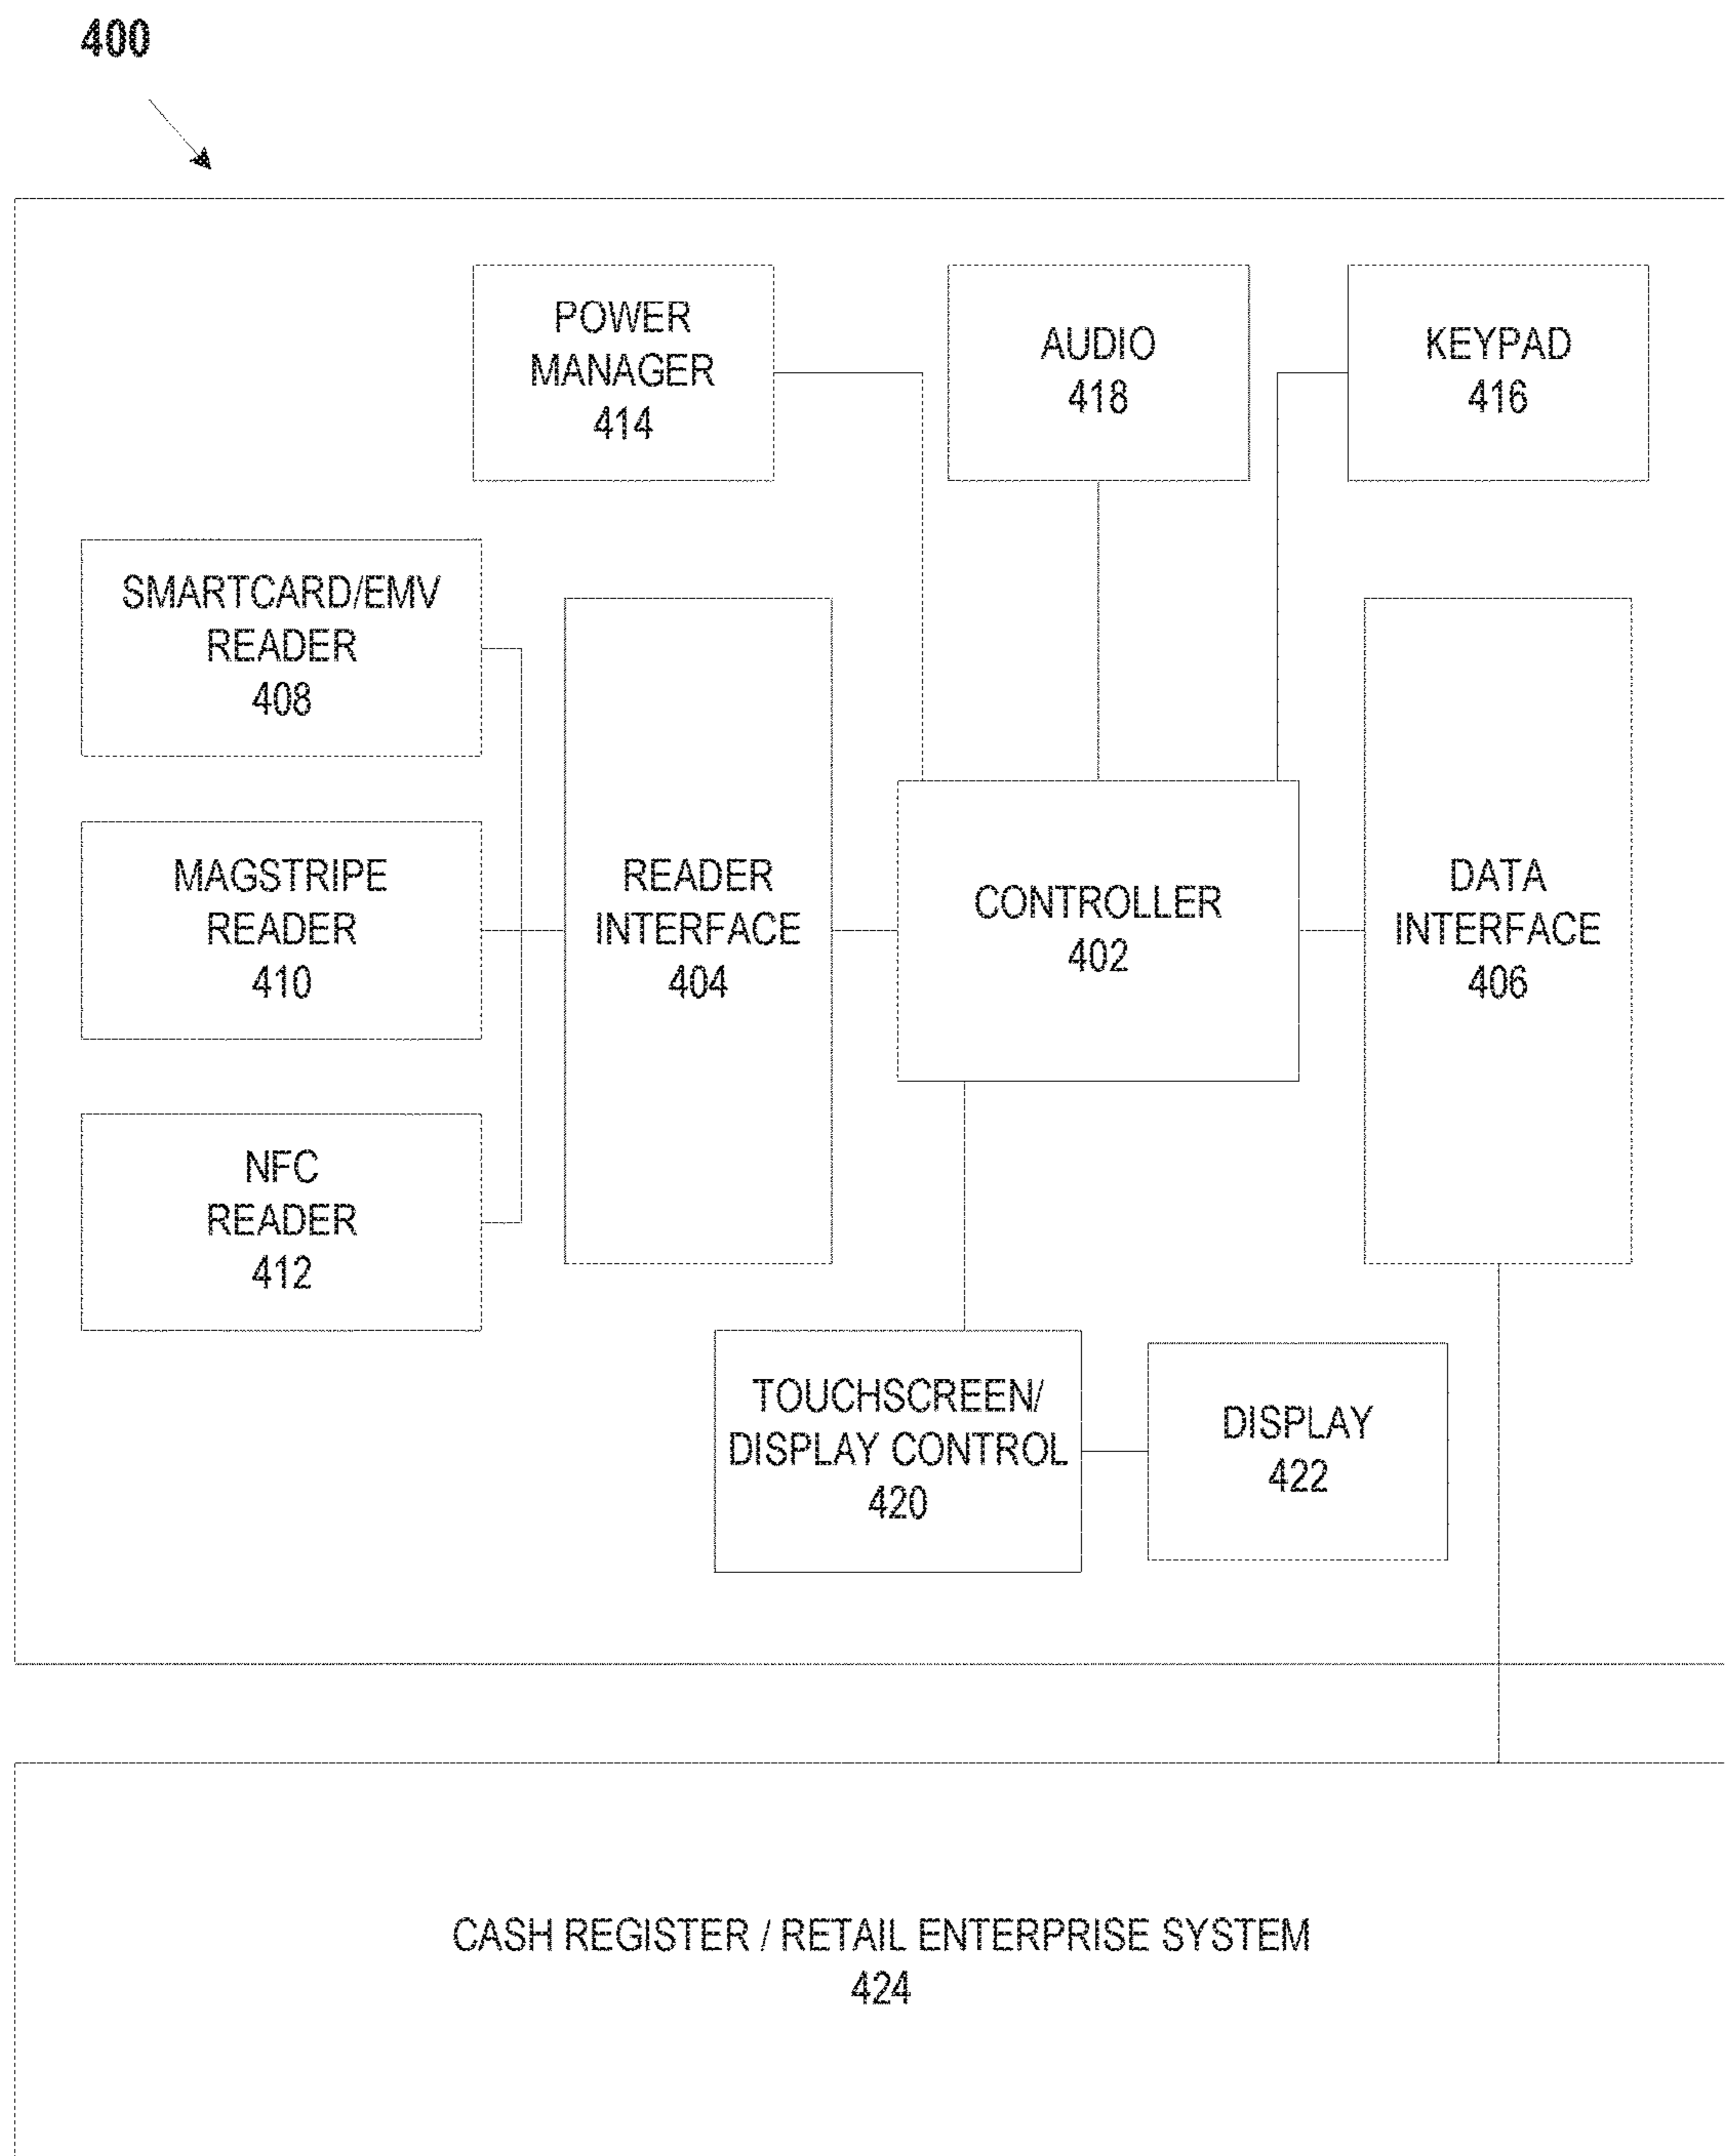 400
POWER
MANAGER
414
AUDIO
418
KEYPAD
416
SMARTCARD/EMV
READER
408
MAGSTRIPE
READER
410
NFC
READER
412
READER
INTERFACE
404
CONTROLLER
402
DATA
INTERFACE
406
TOUCHSCREEN/
DISPLAY CONTROL
420
DISPLAY
422
CASH REGISTER / RETAIL ENTERPRISE SYSTEM
424